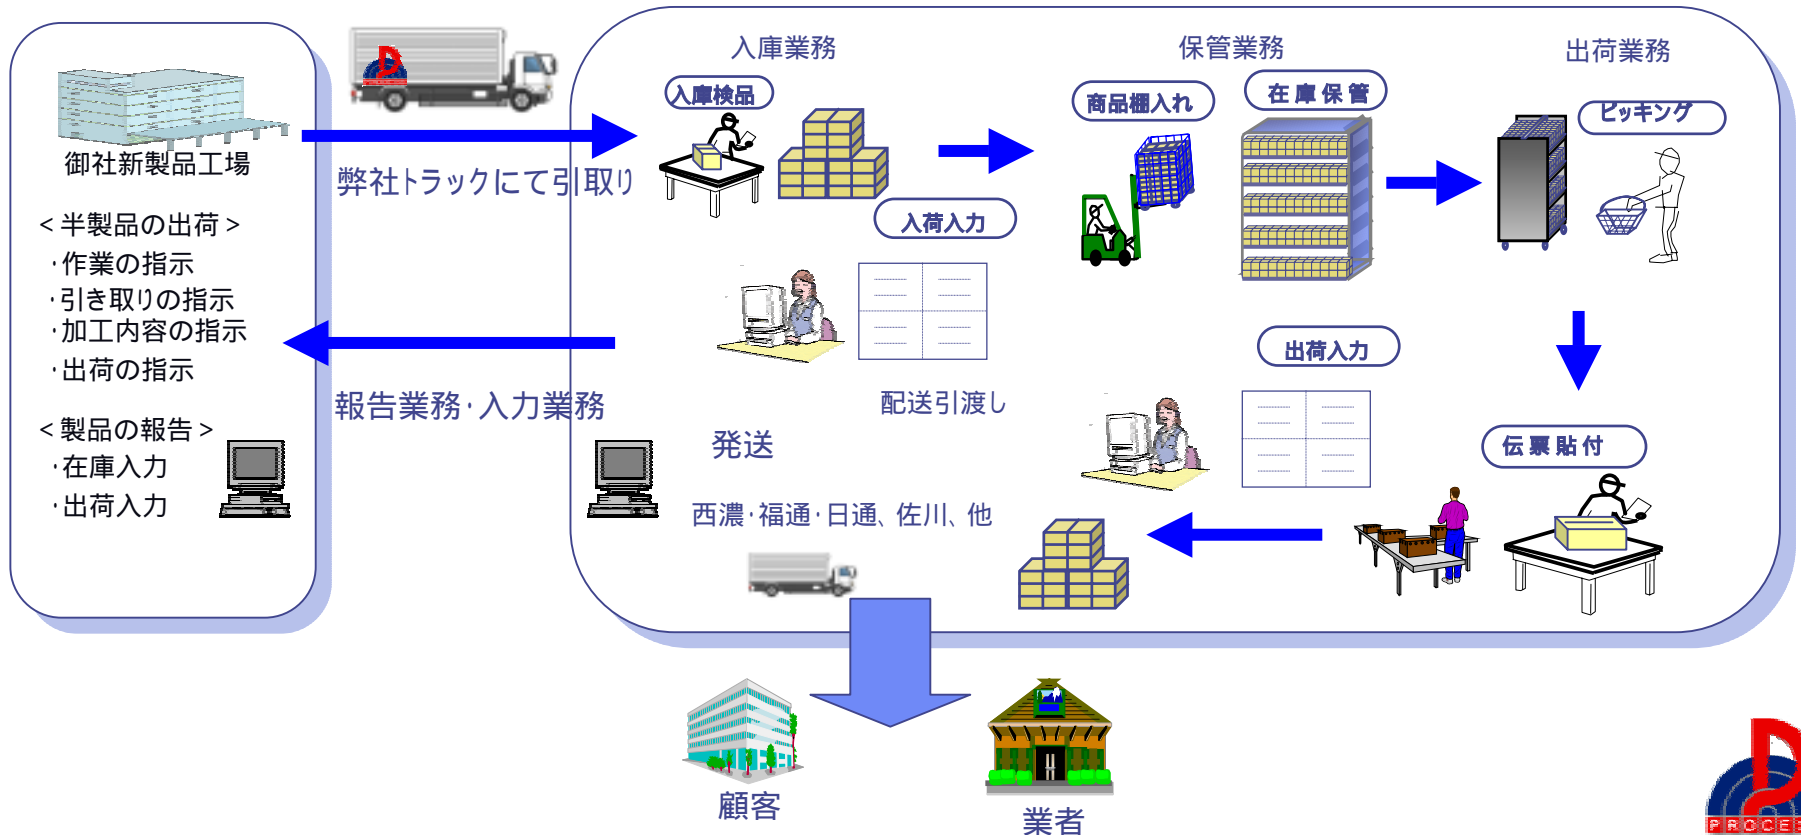 御社新製品工場
<半製品の出荷>
・作業の指示
・引き取りの指示
・加工内容の指示
・出荷の指示
<製品の報告>
・在庫入力
・出荷入力
弊社トラックにて引取り
報告業務・入力業務
入庫業務
入庫検品
入荷入力
保管業務
商品棚入れ
在庫保管
出荷業務
ピッキング
出荷入力
伝票貼付
配送引渡し
発送
西濃・福通・日通、佐川、他
顧客
業者